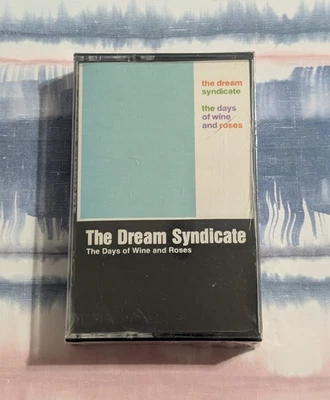 the dream
syndicate
the days
of wine
and roses
The Dream Syndicate
The Days of Wine and Roses